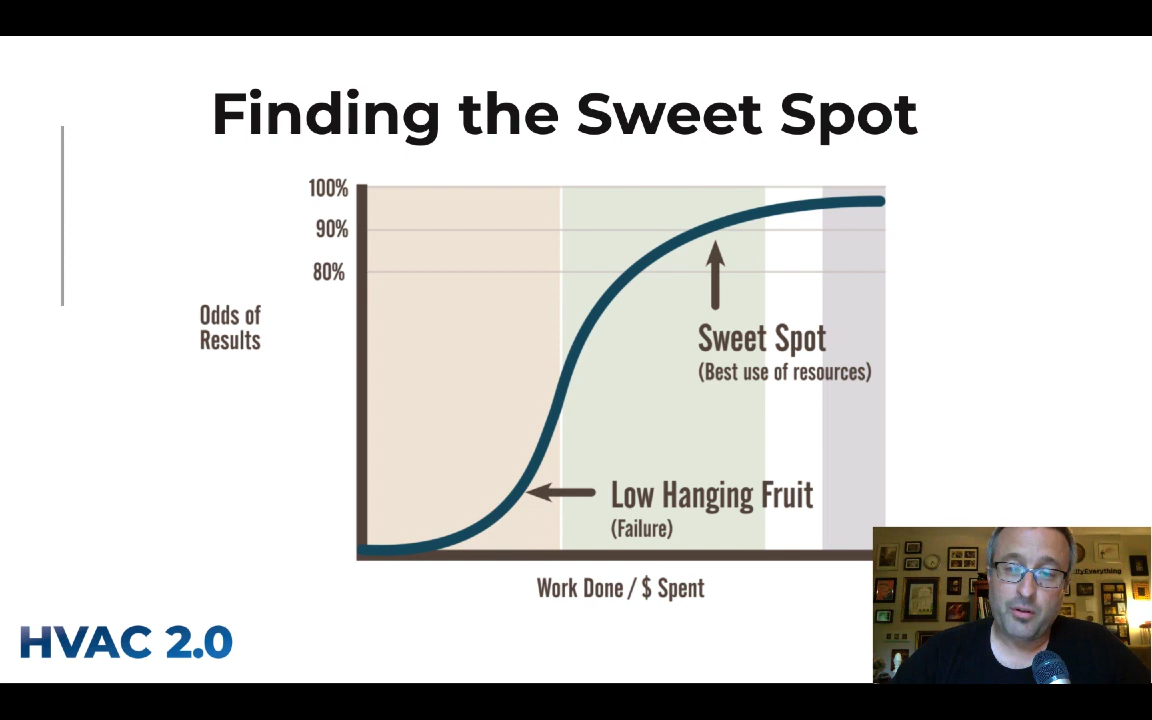 Finding the Sweet Spot
100%
90%
80%
Odds of
Results
Sweet Spot
(Best use of resources)
Low Hanging Fruit
(Failure)
Work Done / $ Spent
HVAC 2.0